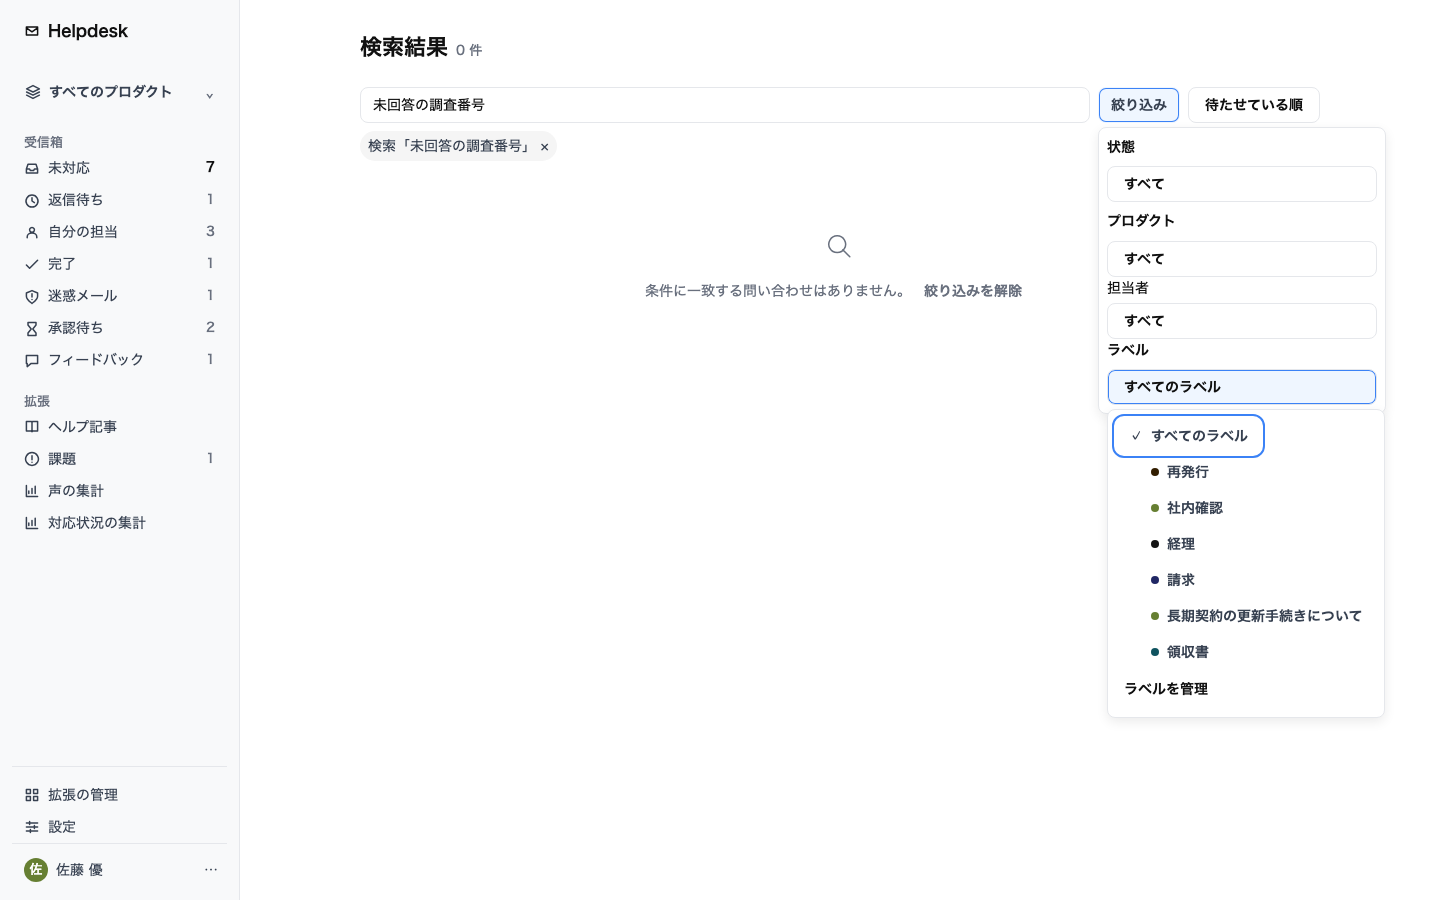 Helpdesk
すべてのプロダクト
受信箱
未対応 7
返信待ち 1
自分の担当 3
完了 1
迷惑メール 1
承認待ち 2
フィードバック 1
拡張
ヘルプ記事
課題 1
声の集計
対応状況の集計
拡張の管理
設定
佐 佐藤 優 …
検索結果 0 件
未回答の調査番号 絞り込み 待たせている順
検索「未回答の調査番号」 ×
条件に一致する問い合わせはありません。 絞り込みを解除
状態
すべて
プロダクト
すべて
担当者
すべて
ラベル
すべてのラベル
✓ すべてのラベル
再発行
社内確認
経理
請求
長期契約の更新手続きについて
領収書
ラベルを管理